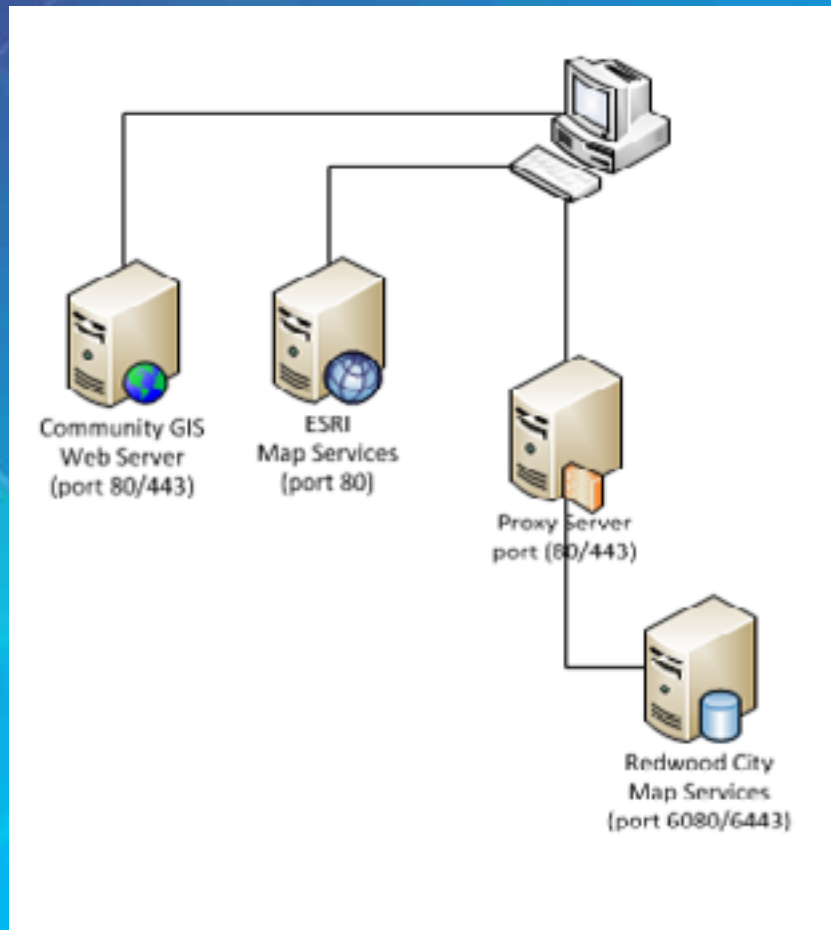 Community GIS
Web Server
(port 80/443)
ESRI
Map Services
(port 80)
Proxy Server
port (80/443)
Redwood City
Map Services
(port 6080/6443)